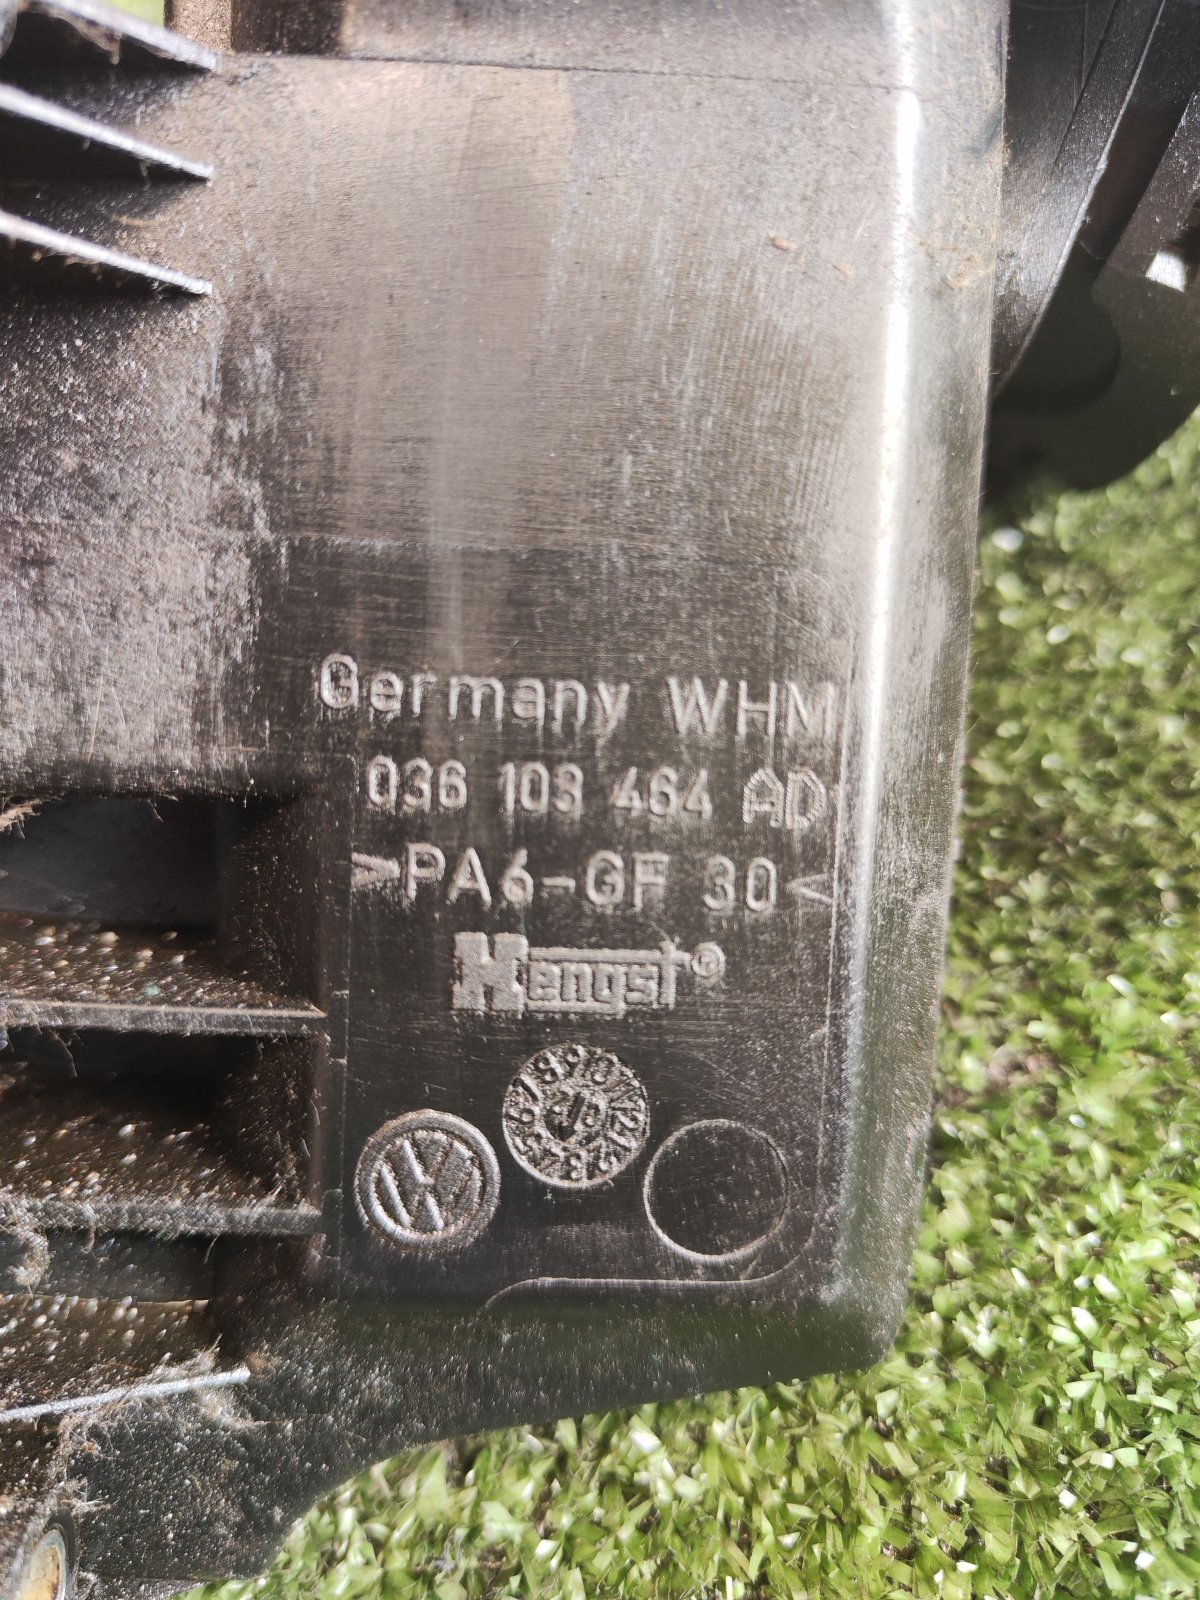 Germany WHM
036 103 464 AD
>PA6-GF 30<
Hengst®